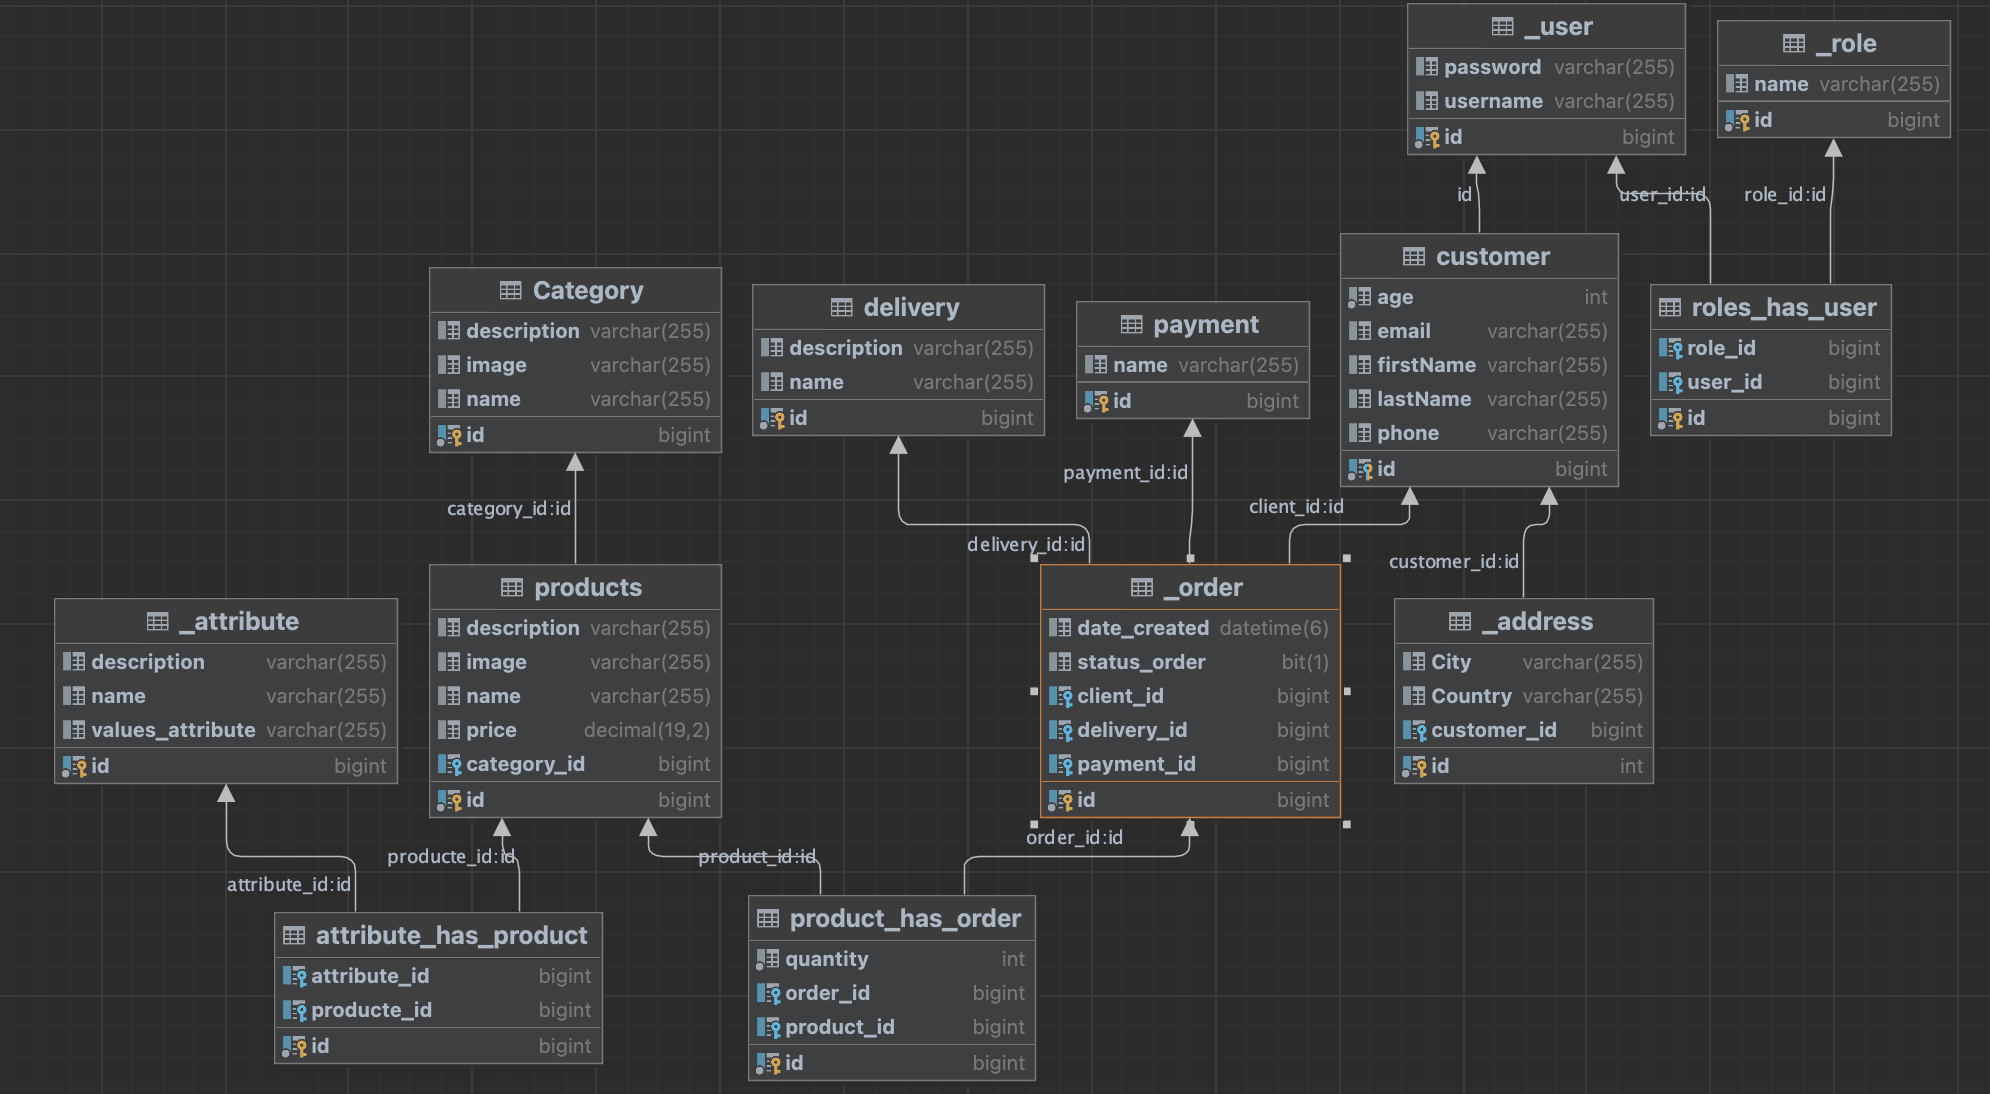 _user
password varchar(255)
username varchar(255)
id bigint
_role
name varchar(255)
id bigint
id
user_id:id
role_id:id
customer
age int
email varchar(255)
firstName varchar(255)
lastName varchar(255)
phone varchar(255)
id bigint
roles_has_user
role_id bigint
user_id bigint
id bigint
Category
description varchar(255)
image varchar(255)
name varchar(255)
id bigint
delivery
description varchar(255)
name varchar(255)
id bigint
payment
name varchar(255)
id bigint
category_id:id
delivery_id:id
payment_id:id
client_id:id
customer_id:id
_attribute
description varchar(255)
name varchar(255)
values_attribute varchar(255)
id bigint
products
description varchar(255)
image varchar(255)
name varchar(255)
price decimal(19,2)
category_id bigint
id bigint
_order
date_created datetime(6)
status_order bit(1)
client_id bigint
delivery_id bigint
payment_id bigint
id bigint
_address
City varchar(255)
Country varchar(255)
customer_id bigint
id int
attribute_id:id
producte_id:id
product_id:id
order_id:id
attribute_has_product
attribute_id bigint
producte_id bigint
id bigint
product_has_order
quantity int
order_id bigint
product_id bigint
id bigint